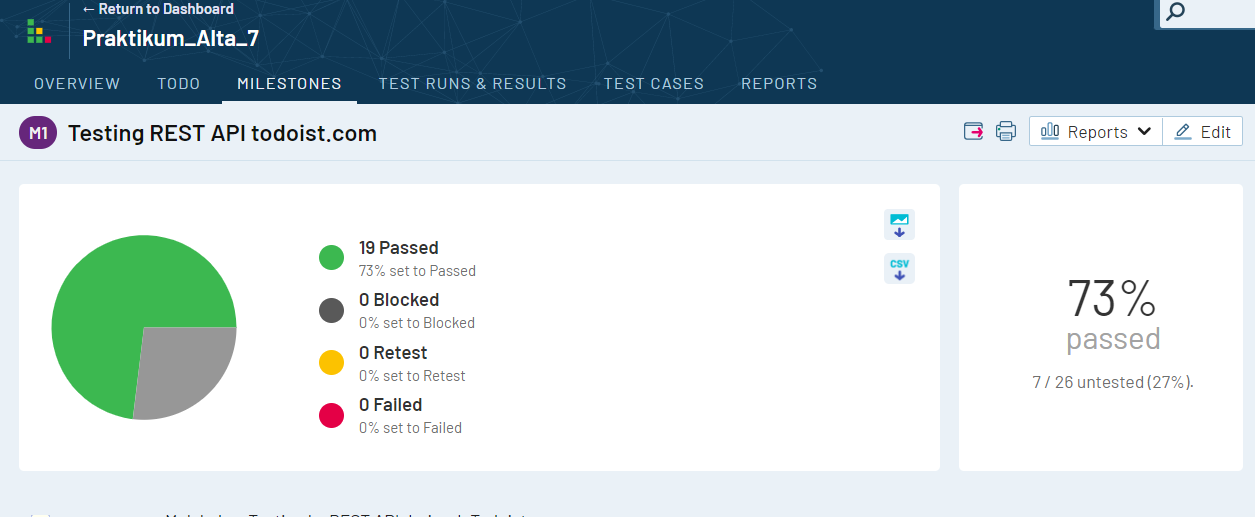 ← Return to Dashboard
Praktikum_Alta_7
OVERVIEW TODO MILESTONES TEST RUNS & RESULTS TEST CASES REPORTS
M1 Testing REST API todoist.com
Reports Edit
19 Passed
73% set to Passed
0 Blocked
0% set to Blocked
0 Retest
0% set to Retest
0 Failed
0% set to Failed
CSV
73%
passed
7 / 26 untested (27%).